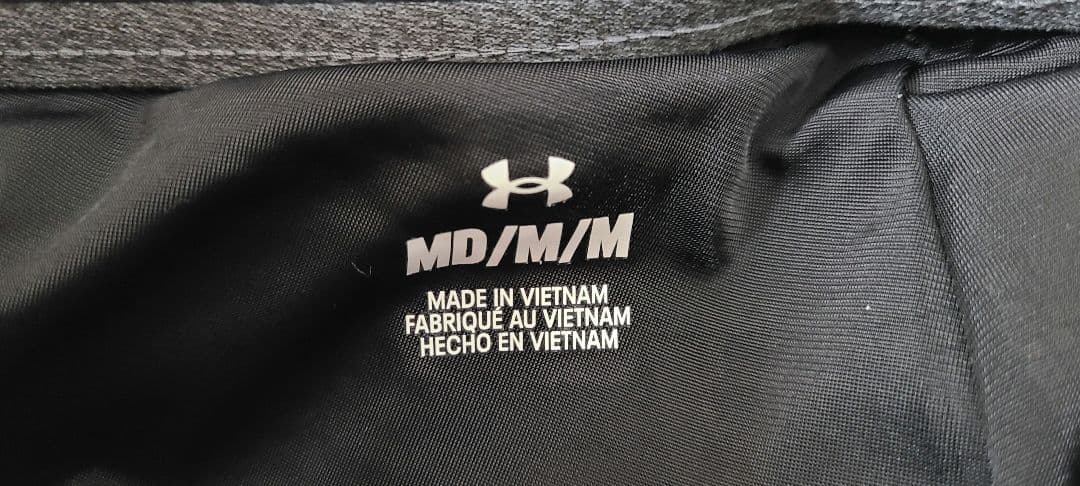 MD/M/M
MADE IN VIETNAM
FABRIQUÉ AU VIETNAM
HECHO EN VIETNAM